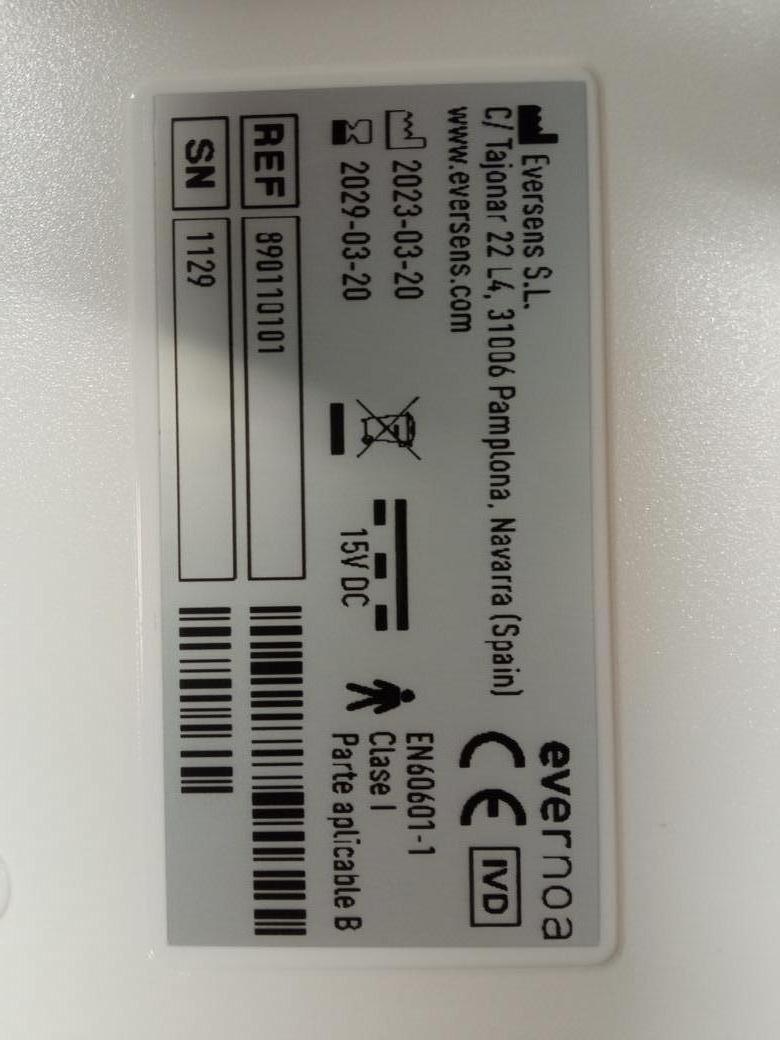 evernoa
Eversens S.L.
C/ Tajonar 22 L4, 31006 Pamplona, Navarra (Spain)
www.eversens.com
CE IVD
2023-03-20
2029-03-20
15V DC
EN60601-1
Clase I
Parte aplicable B
REF 890110101
SN 1129